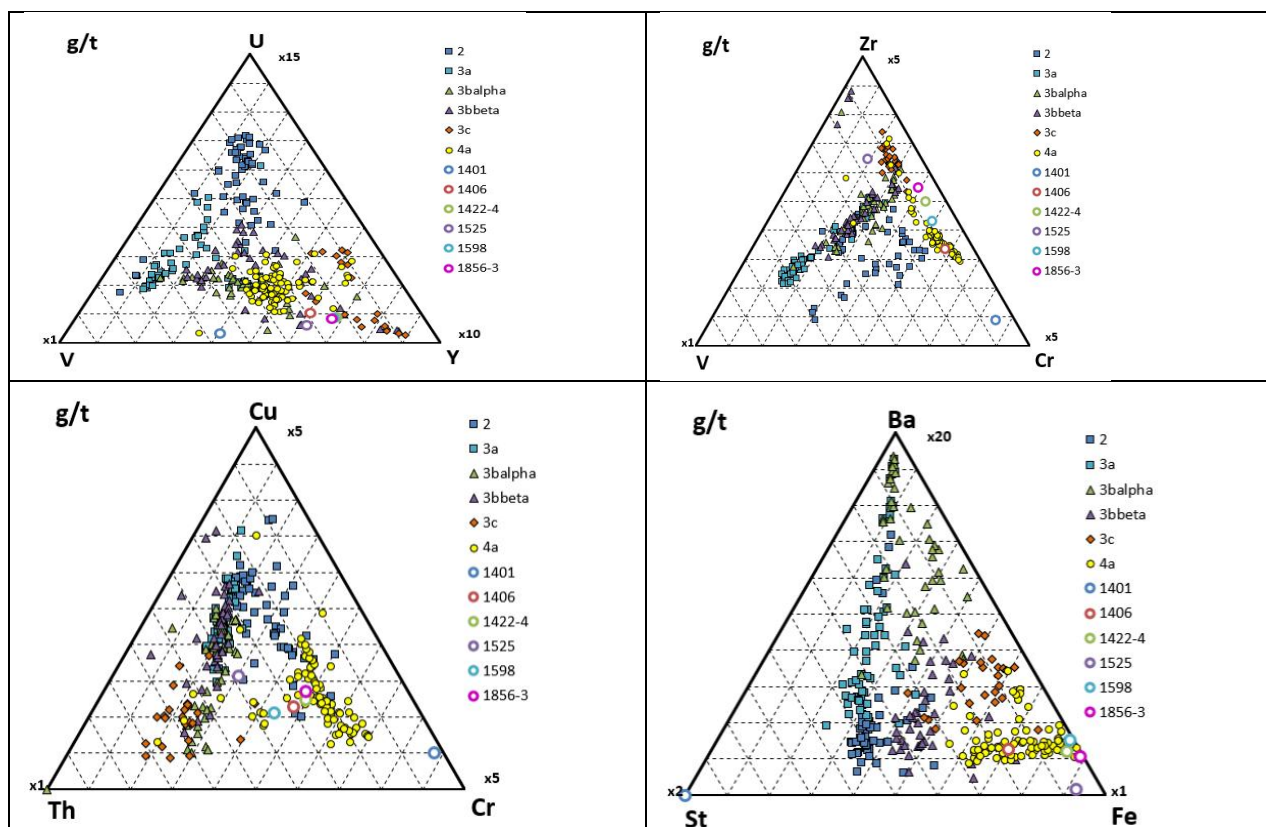 g/t
U
x15
2
3a
3balpha
3bbeta
3c
4a
1401
1406
1422-4
1525
1598
1856-3
x1
V
x10
Y
g/t
Zr
x5
2
3a
3balpha
3bbeta
3c
4a
1401
1406
1422-4
1525
1598
1856-3
x1
V
x5
Cr
g/t
Cu
x5
2
3a
3balpha
3bbeta
3c
4a
1401
1406
1422-4
1525
1598
1856-3
x1
Th
x5
Cr
g/t
Ba
x20
2
3a
3balpha
3bbeta
3c
4a
1401
1406
1422-4
1525
1598
1856-3
x2
St
x1
Fe